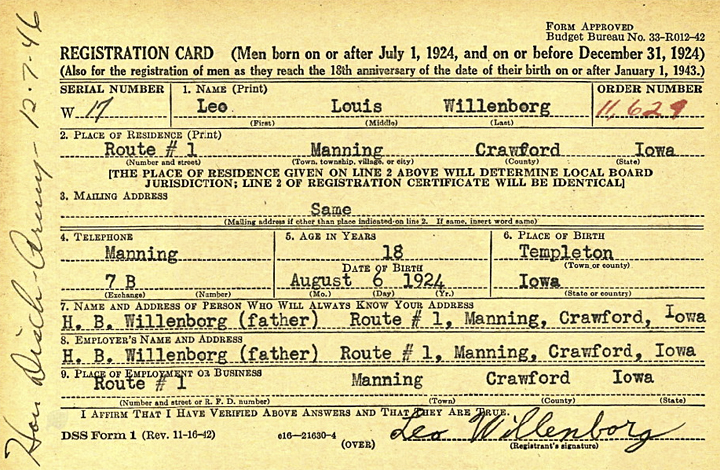 FORM APPROVED
Budget Bureau No. 33-R012-42
REGISTRATION CARD (Men born on or after July 1, 1924, and on or before December 31, 1924)
(Also for the registration of men as they reach the 18th anniversary of the date of their birth on or after January 1, 1943.)
SERIAL NUMBER 1. NAME (Print) ORDER NUMBER
W 17 Leo Louis Willenborg 11,629
(First) (Middle) (Last)
2. PLACE OF RESIDENCE (Print)
Route # 1 Manning Crawford Iowa
(Number and street) (Town, township, village, or city) (County) (State)
[THE PLACE OF RESIDENCE GIVEN ON LINE 2 ABOVE WILL DETERMINE LOCAL BOARD
JURISDICTION; LINE 2 OF REGISTRATION CERTIFICATE WILL BE IDENTICAL]
3. MAILING ADDRESS
Same
(Mailing address if other than place indicated on line 2. If same, insert word same)
4. TELEPHONE 5. AGE IN YEARS 6. PLACE OF BIRTH
Manning 18 Templeton
DATE OF BIRTH (Town or county)
7 B August 6 1924 Iowa
(Exchange) (Number) (Mo.) (Day) (Yr.) (State or country)
7. NAME AND ADDRESS OF PERSON WHO WILL ALWAYS KNOW YOUR ADDRESS
H. B. Willenborg (father) Route # 1, Manning, Crawford, Iowa
8. EMPLOYER'S NAME AND ADDRESS
H. B. Willenborg (father) Route # 1, Manning, Crawford, Iowa
9. PLACE OF EMPLOYMENT OR BUSINESS
Route # 1 Manning Crawford Iowa
(Number and street or R. F. D. number) (Town) (County) (State)
I AFFIRM THAT I HAVE VERIFIED ABOVE ANSWERS AND THAT THEY ARE TRUE.
DSS Form 1 (Rev. 11-16-42) c16-21630-4 Leo Willenborg
(OVER) (Registrant's signature)
Hon Disch Army - 12-7-46